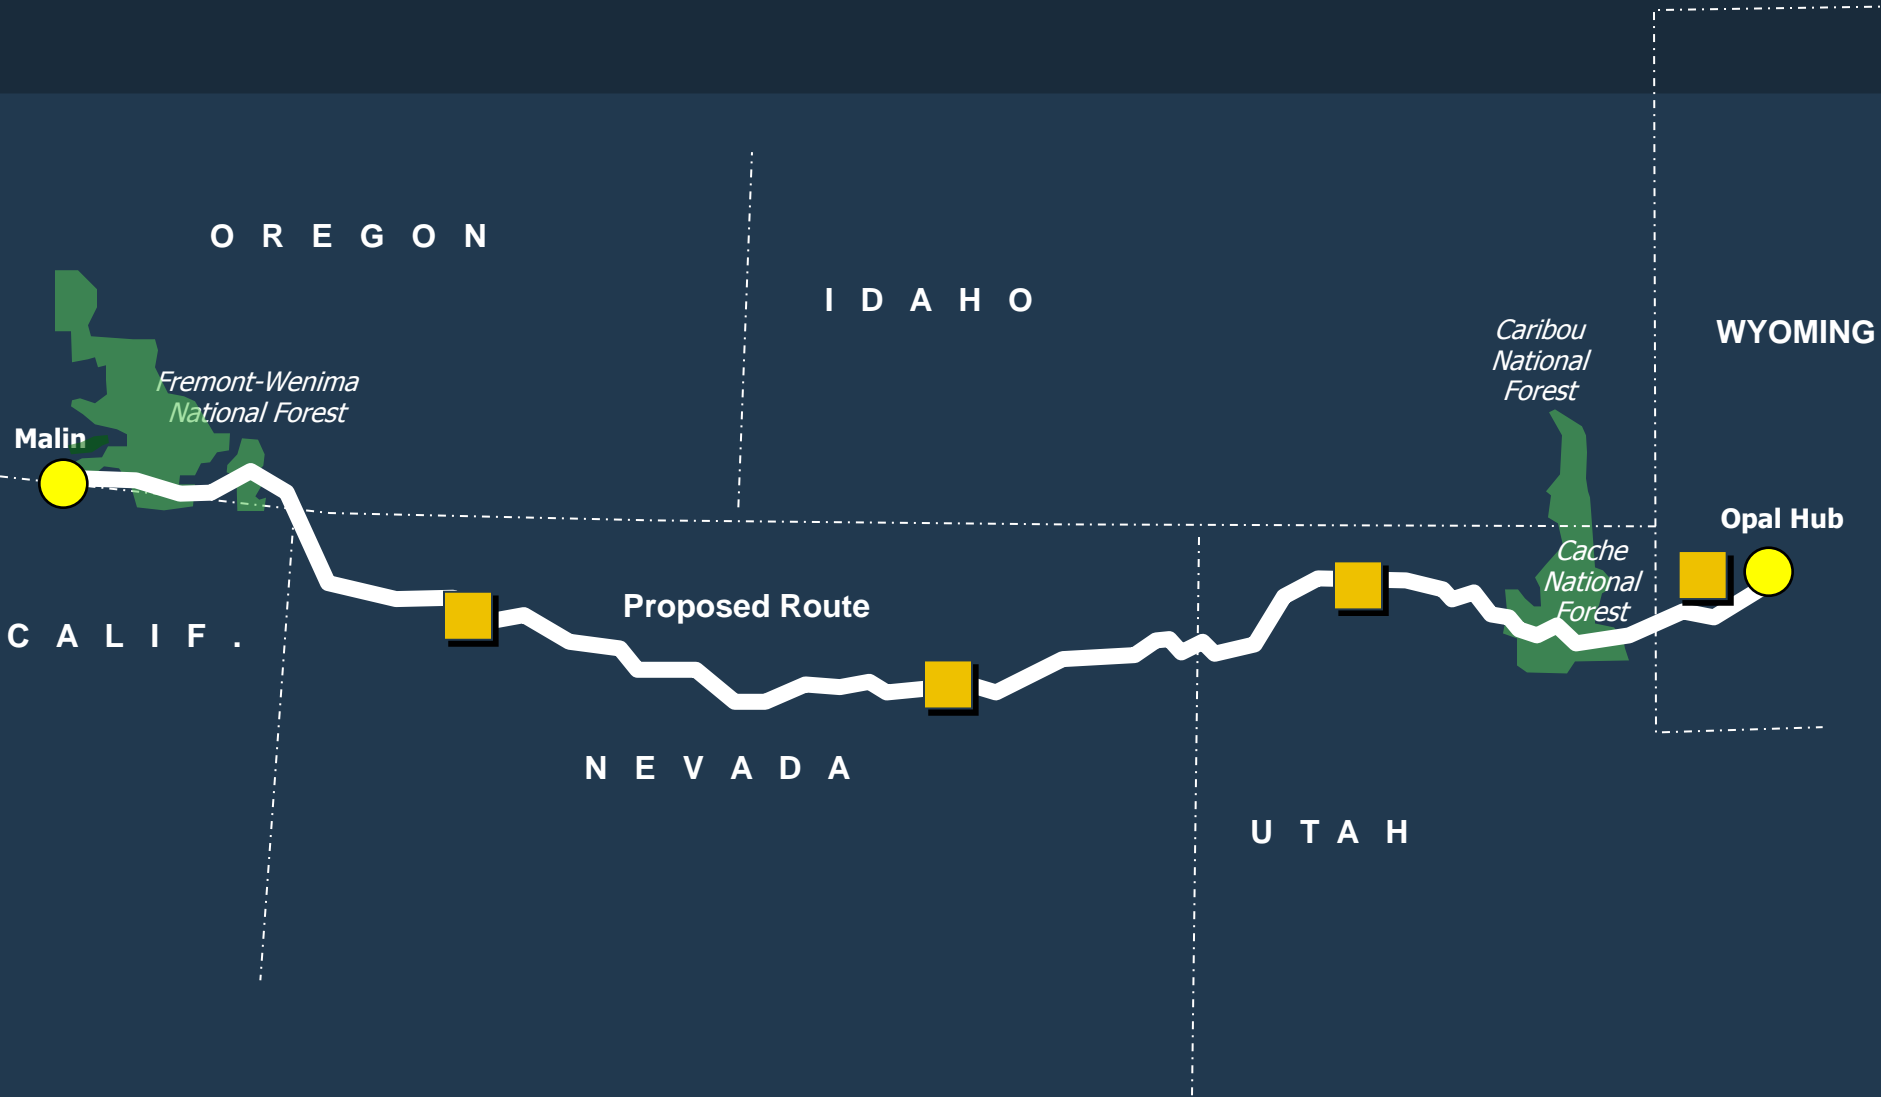 O R E G O N
I D A H O
Caribou
National
Forest
WYOMING
Fremont-Wenima
National Forest
Malin
Opal Hub
Cache
National
Forest
Proposed Route
C A L I F .
N E V A D A
U T A H